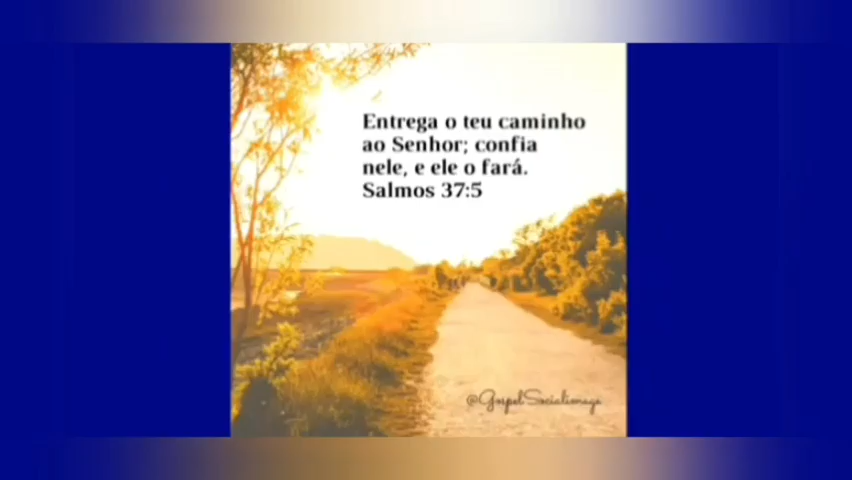 Entrega o teu caminho
ao Senhor; confia
nele, e ele o fará.
Salmos 37:5
@GospelSocialimage